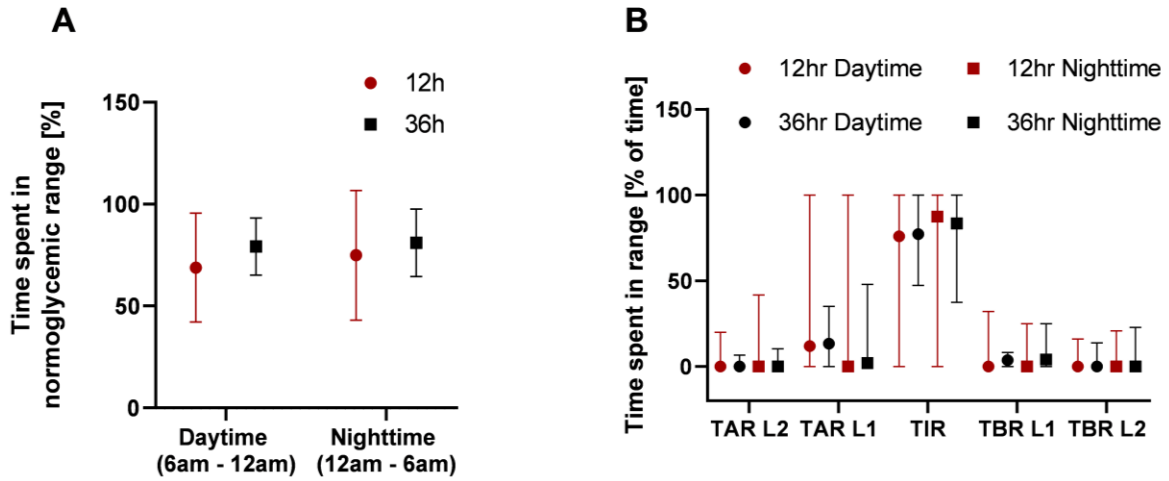 A
12h
36h
Time spent in
normoglycemic range [%]
150
100
50
0
Daytime
(6am - 12am)
Nighttime
(12am - 6am)
B
12hr Daytime
12hr Nighttime
36hr Daytime
36hr Nighttime
Time spent in range [% of time]
150
100
50
0
TAR L2
TAR L1
TIR
TBR L1
TBR L2